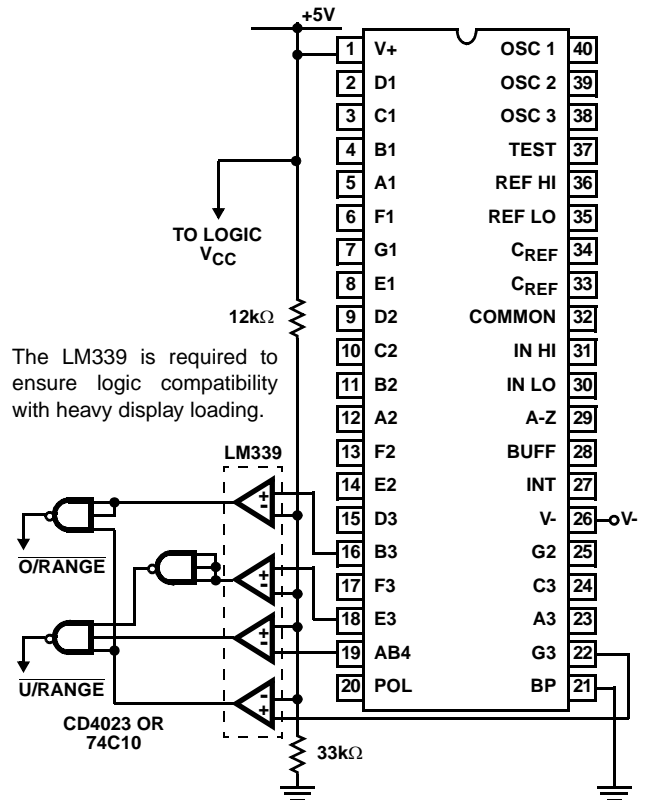 +5V
1 V+ OSC 1 40
2 D1 OSC 2 39
3 C1 OSC 3 38
4 B1 TEST 37
5 A1 REF HI 36
6 F1 REF LO 35
7 G1 CREF 34
8 E1 CREF 33
9 D2 COMMON 32
10 C2 IN HI 31
11 B2 IN LO 30
12 A2 A-Z 29
13 F2 BUFF 28
14 E2 INT 27
15 D3 V- 26 V-
16 B3 G2 25
17 F3 C3 24
18 E3 A3 23
19 AB4 G3 22
20 POL BP 21
TO LOGIC
VCC
12kΩ
The LM339 is required to
ensure logic compatibility
with heavy display loading.
LM339
+
-
O/RANGE
+
-
+
-
U/RANGE
-
+
CD4023 OR
74C10
33kΩ